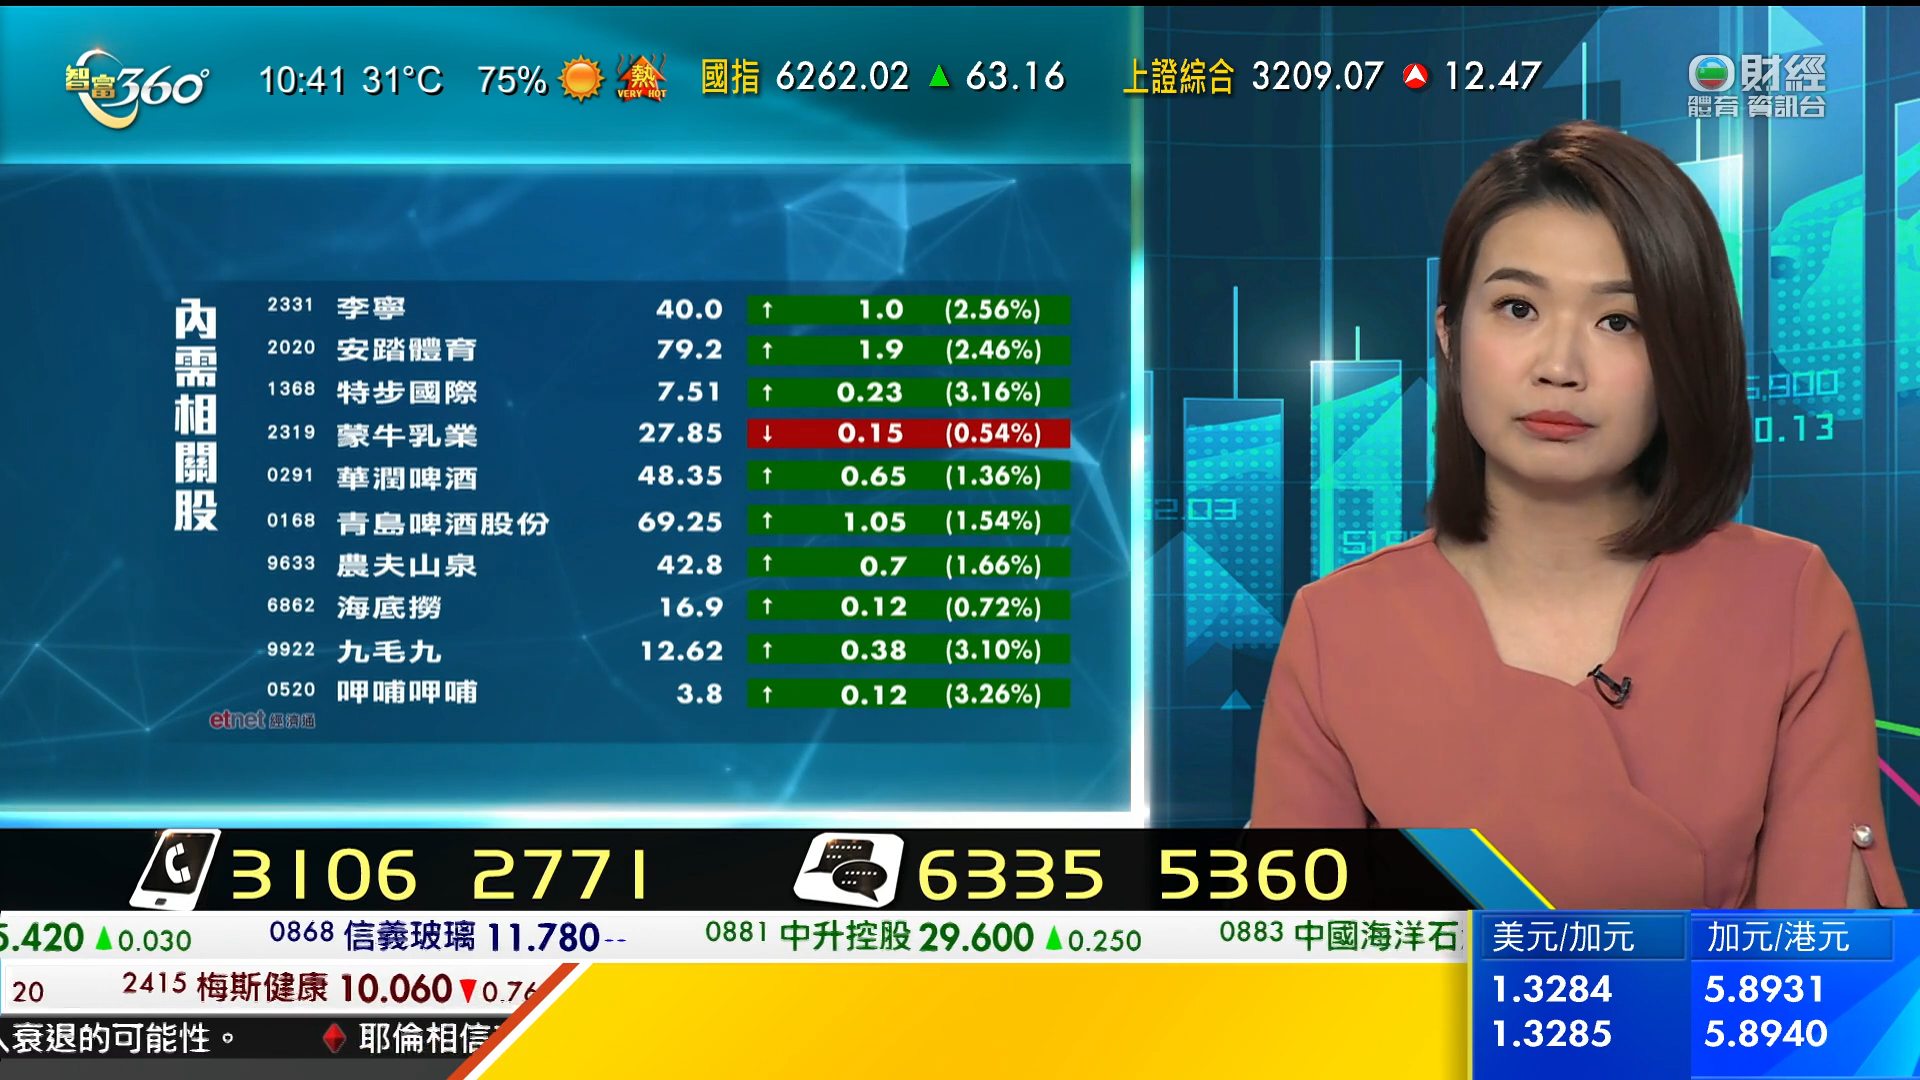 智富360°
10:41 31°C 75% 熱 VERY HOT 國指 6262.02 ▲ 63.16 上證綜合 3209.07 12.47
財經
體育 資訊台
內需相關股
2331 李寧 40.0 ↑ 1.0 (2.56%)
2020 安踏體育 79.2 ↑ 1.9 (2.46%)
1368 特步國際 7.51 ↑ 0.23 (3.16%)
2319 蒙牛乳業 27.85 ↓ 0.15 (0.54%)
0291 華潤啤酒 48.35 ↑ 0.65 (1.36%)
0168 青島啤酒股份 69.25 ↑ 1.05 (1.54%)
9633 農夫山泉 42.8 ↑ 0.7 (1.66%)
6862 海底撈 16.9 ↑ 0.12 (0.72%)
9922 九毛九 12.62 ↑ 0.38 (3.10%)
0520 呷哺呷哺 3.8 ↑ 0.12 (3.26%)
etnet 經濟通
5,300
0.13
3106 2771 6335 5360
5.420 ▲0.030 0868 信義玻璃 11.780-- 0881 中升控股 29.600 ▲0.250 0883 中國海洋石
20 2415 梅斯健康 10.060 ▼0.76
衰退的可能性。 ♦ 耶倫相信
美元/加元 加元/港元
1.3284 5.8931
1.3285 5.8940